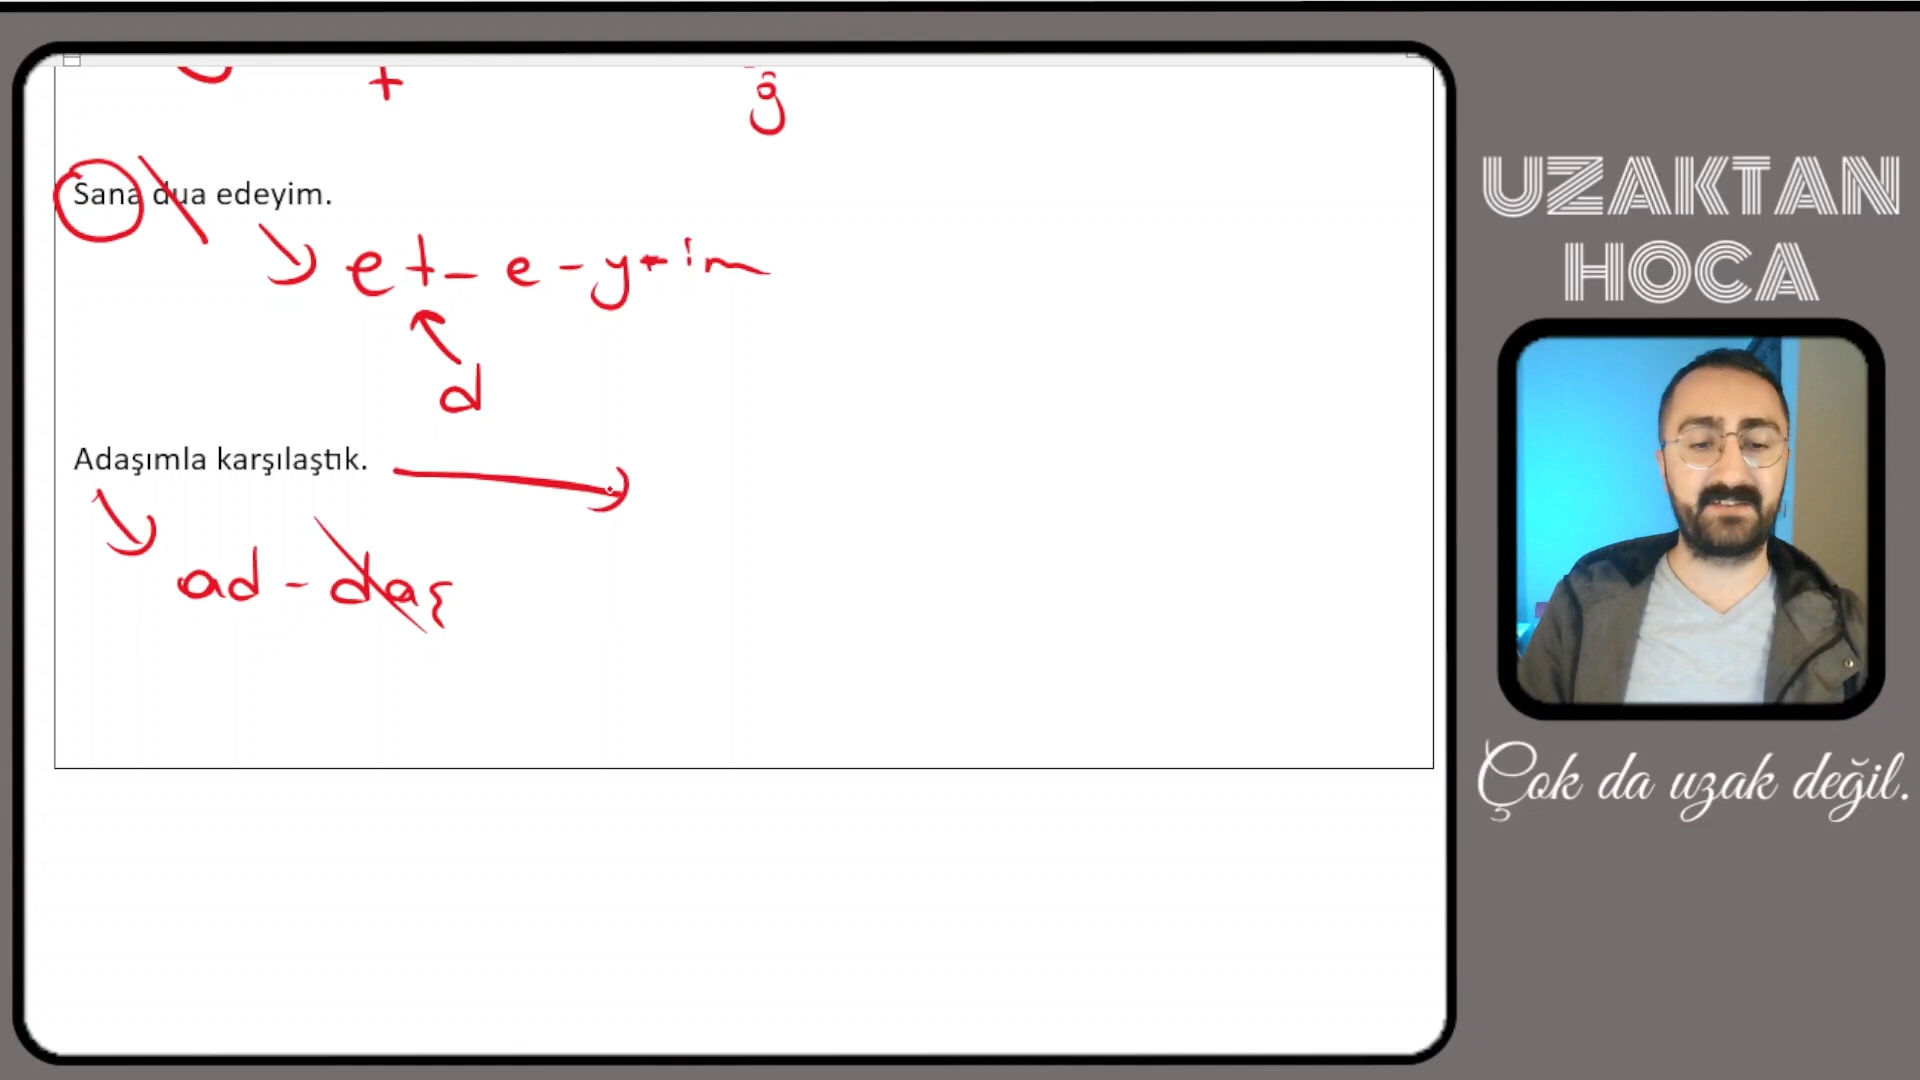 ğ
Sana dua edeyim.
et - e - y - im
d
Adaşımla karşılaştık.
ad - daş
UZAKTAN
HOCA
Çok da uzak değil.